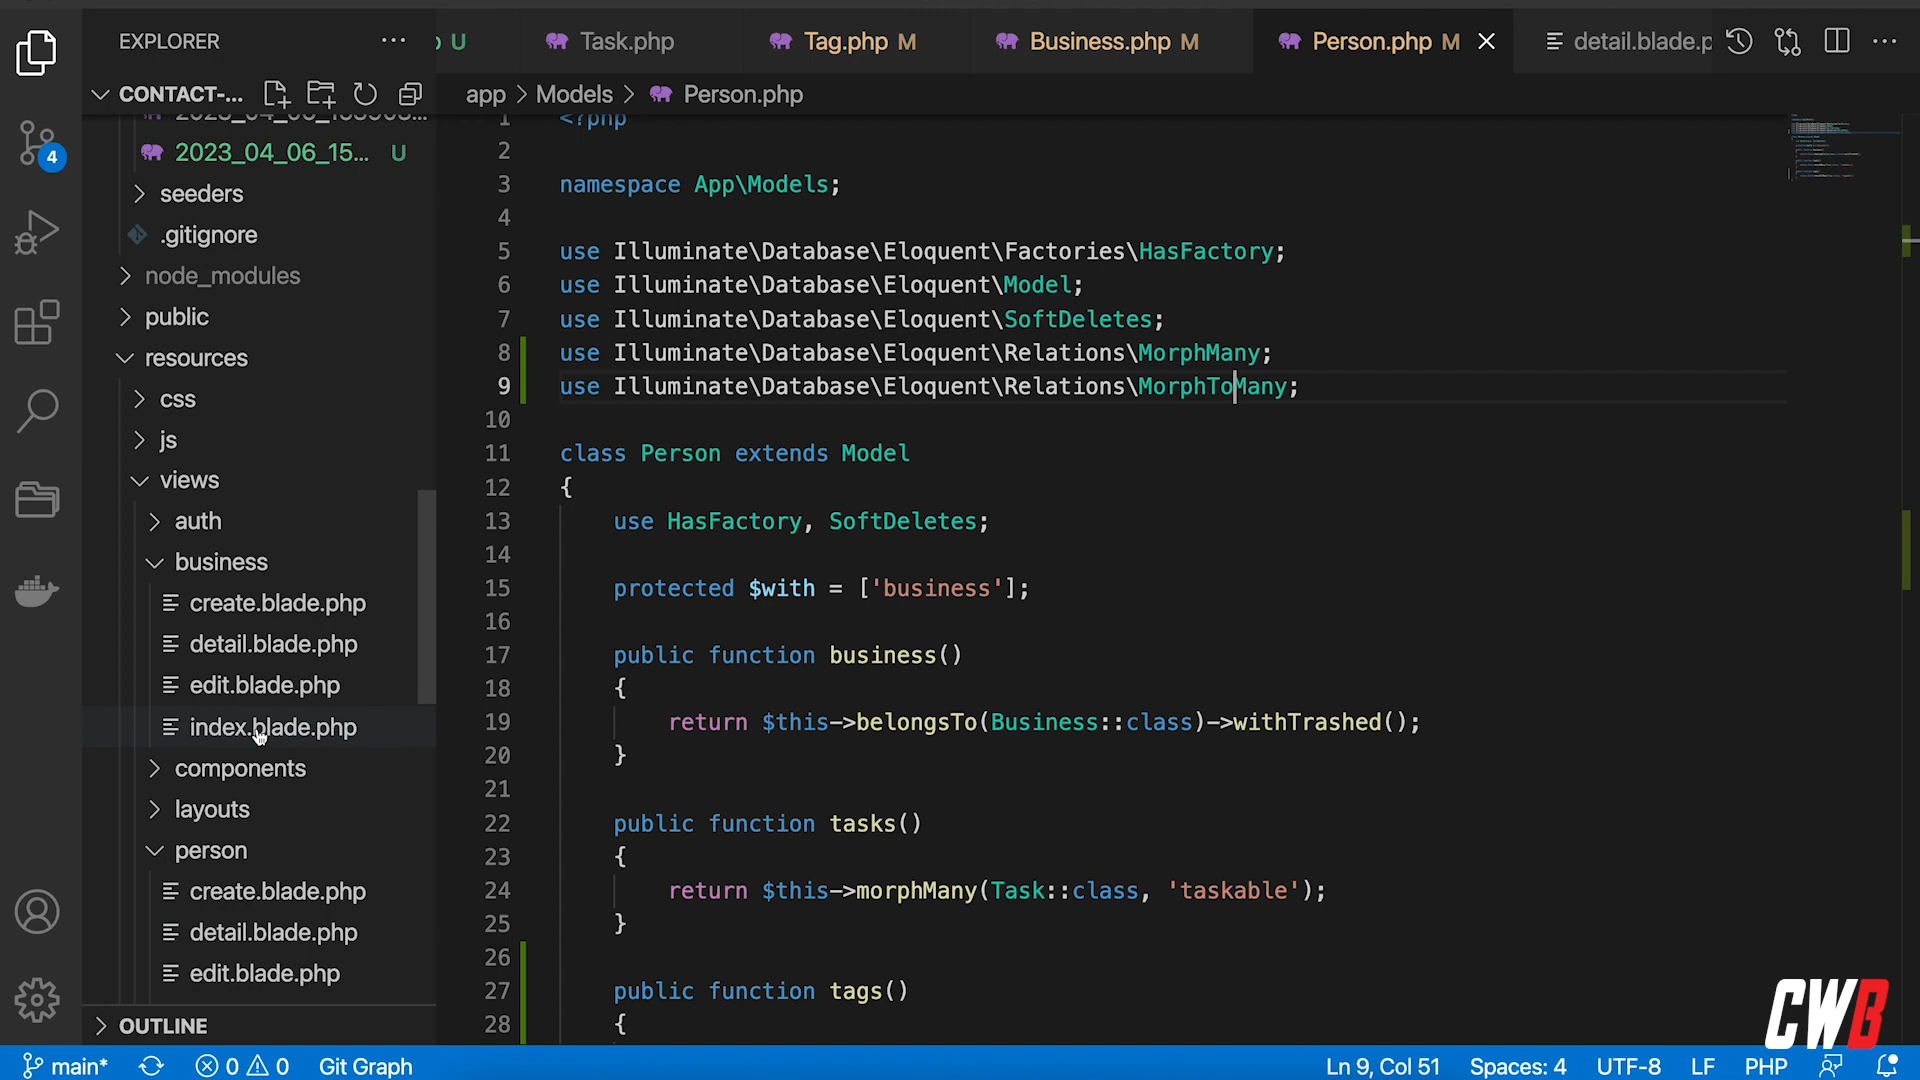 EXPLORER
U
Task.php
Tag.php M
Business.php M
Person.php M
detail.blade.p
CONTACT-...
app > Models > Person.php
2023_04_06_15... U
seeders
.gitignore
node_modules
public
resources
css
js
views
auth
business
create.blade.php
detail.blade.php
edit.blade.php
index.blade.php
components
layouts
person
create.blade.php
detail.blade.php
edit.blade.php
OUTLINE
4
1 <?php
2
3 namespace App\Models;
4
5 use Illuminate\Database\Eloquent\Factories\HasFactory;
6 use Illuminate\Database\Eloquent\Model;
7 use Illuminate\Database\Eloquent\SoftDeletes;
8 use Illuminate\Database\Eloquent\Relations\MorphMany;
9 use Illuminate\Database\Eloquent\Relations\MorphToMany;
10
11 class Person extends Model
12 {
13 use HasFactory, SoftDeletes;
14
15 protected $with = ['business'];
16
17 public function business()
18 {
19 return $this->belongsTo(Business::class)->withTrashed();
20 }
21
22 public function tasks()
23 {
24 return $this->morphMany(Task::class, 'taskable');
25 }
26
27 public function tags()
28 {
CWB
main* 0 0 Git Graph
Ln 9, Col 51 Spaces: 4 UTF-8 LF PHP